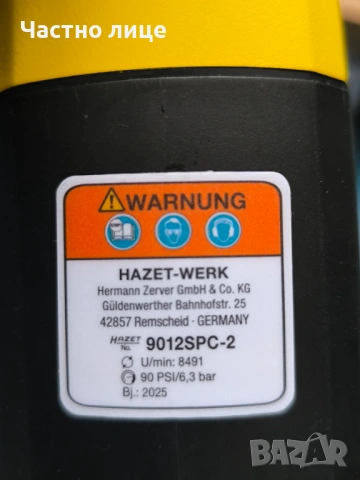 Частно лице
WARNUNG
HAZET-WERK
Hermann Zerver GmbH & Co. KG
Güldenwerther Bahnhofstr. 25
42857 Remscheid · GERMANY
HAZET No. 9012SPC-2
U/min: 8491
90 PSI/6,3 bar
Bj.: 2025
BAZAR